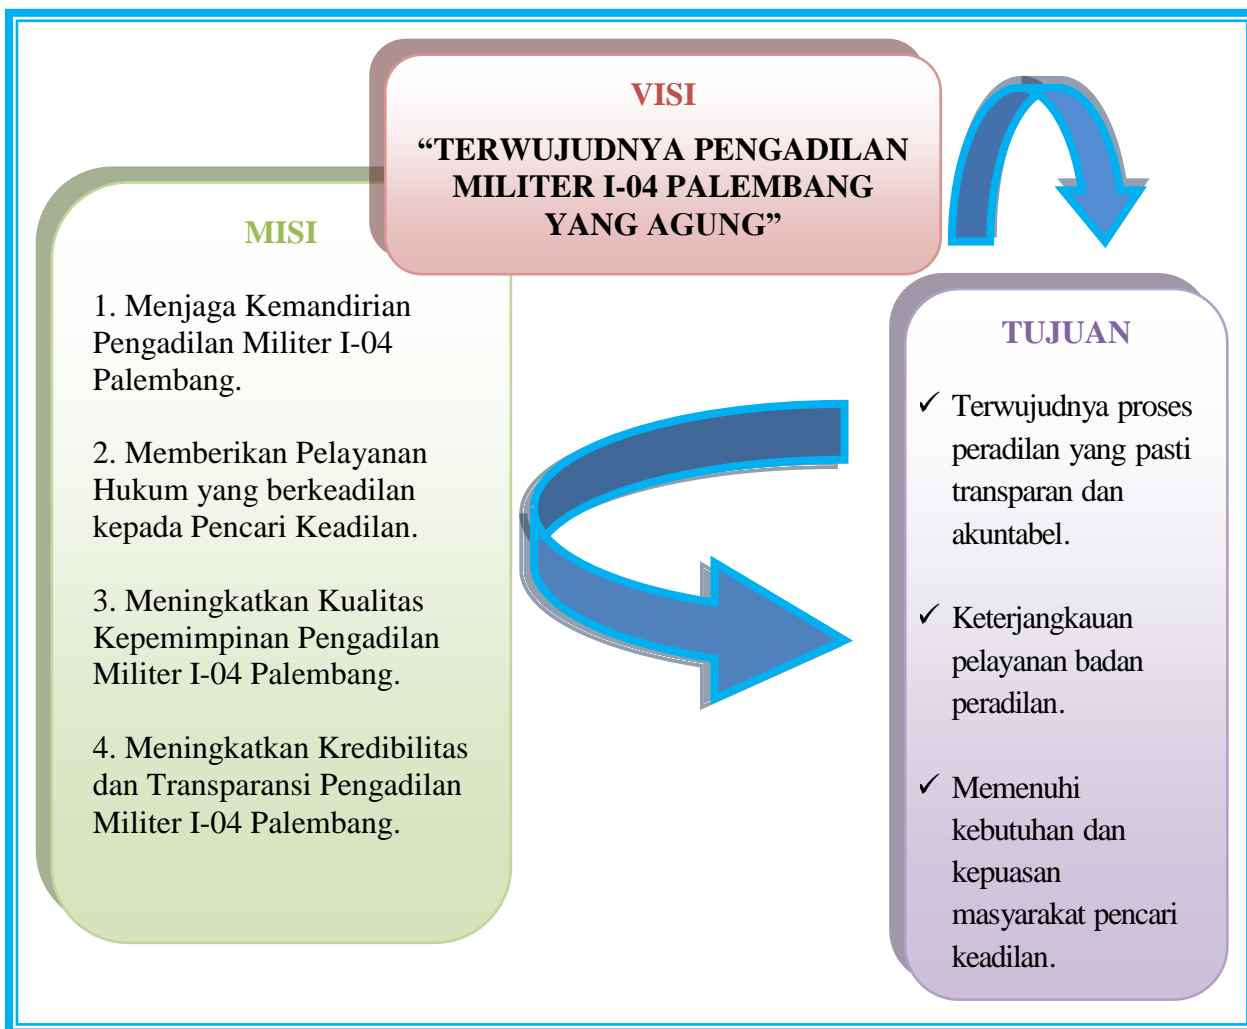 VISI
“TERWUJUDNYA PENGADILAN
MILITER I-04 PALEMBANG
YANG AGUNG”
MISI
1. Menjaga Kemandirian
Pengadilan Militer I-04
Palembang.
2. Memberikan Pelayanan
Hukum yang berkeadilan
kepada Pencari Keadilan.
3. Meningkatkan Kualitas
Kepemimpinan Pengadilan
Militer I-04 Palembang.
4. Meningkatkan Kredibilitas
dan Transparansi Pengadilan
Militer I-04 Palembang.
TUJUAN
✓ Terwujudnya proses
peradilan yang pasti
transparan dan
akuntabel.
✓ Keterjangkauan
pelayanan badan
peradilan.
✓ Memenuhi
kebutuhan dan
kepuasan
masyarakat pencari
keadilan.